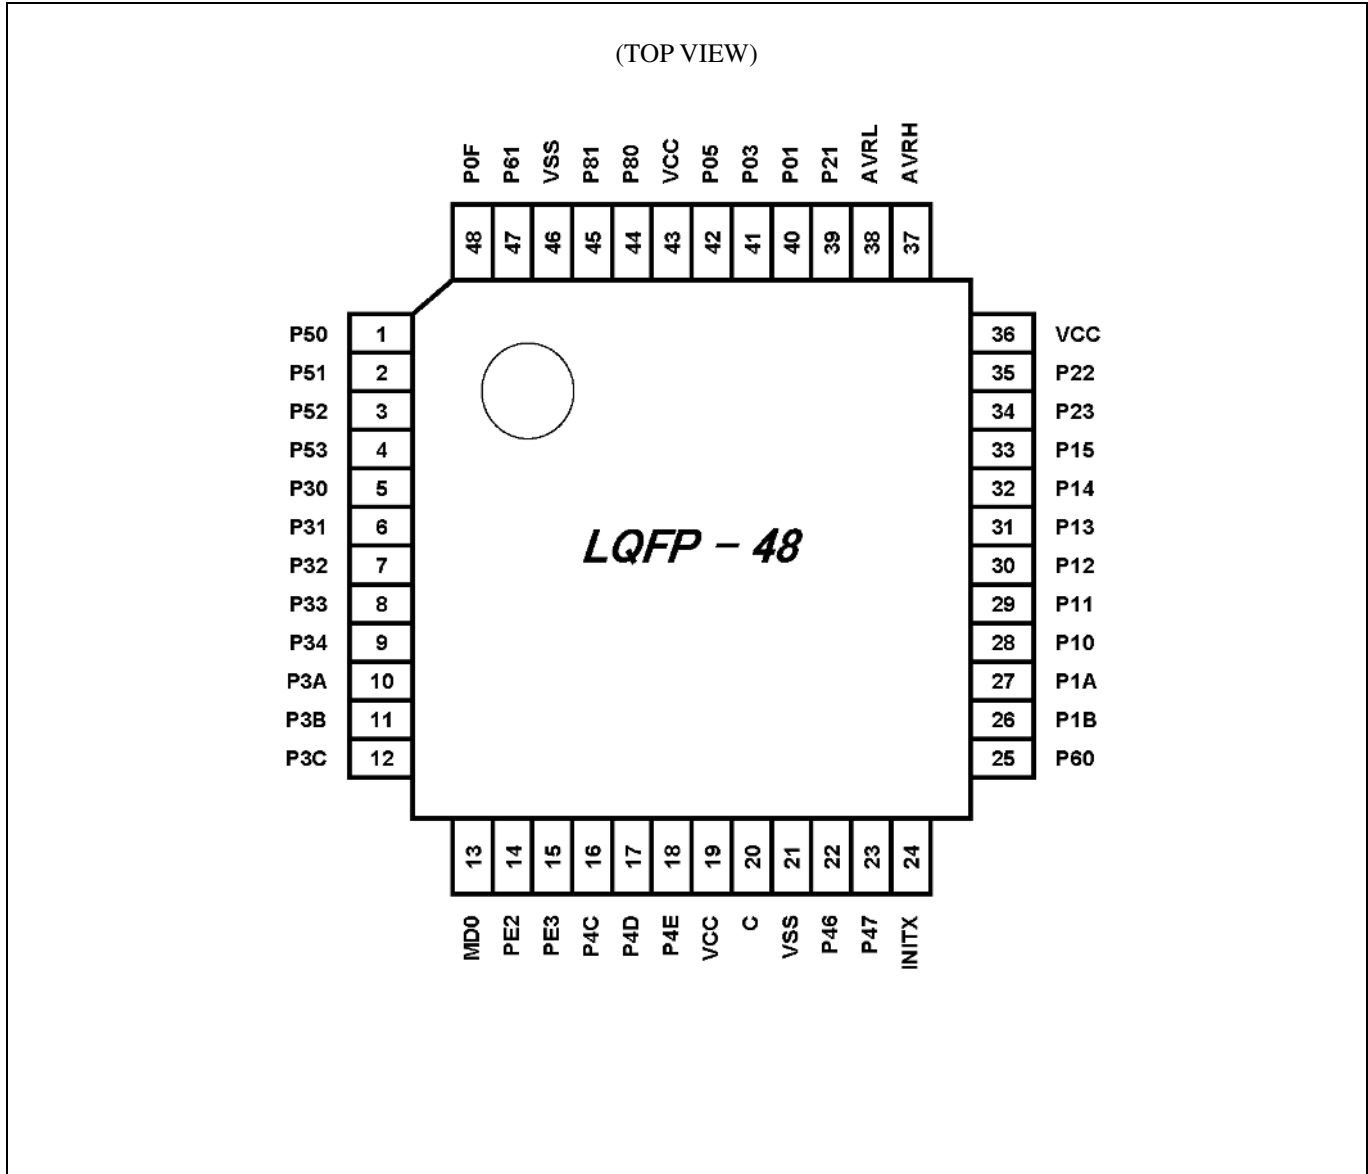 (TOP VIEW)
P0F P61 VSS P81 P80 VCC P05 P03 P01 P21 AVRL AVRH
48 47 46 45 44 43 42 41 40 39 38 37
P50 1 36 VCC
P51 2 35 P22
P52 3 34 P23
P53 4 33 P15
P30 5 32 P14
P31 6 31 P13
P32 7 30 P12
LQFP - 48
P33 8 29 P11
P34 9 28 P10
P3A 10 27 P1A
P3B 11 26 P1B
P3C 12 25 P60
13 14 15 16 17 18 19 20 21 22 23 24
MD0 PE2 PE3 P4C P4D P4E VCC C VSS P46 P47 INITX